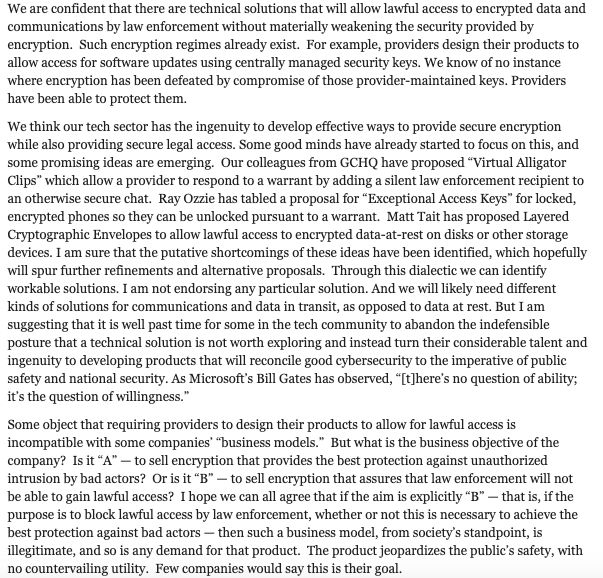 We are confident that there are technical solutions that will allow lawful access to encrypted data and
communications by law enforcement without materially weakening the security provided by
encryption.  Such encryption regimes already exist.  For example, providers design their products to
allow access for software updates using centrally managed security keys. We know of no instance
where encryption has been defeated by compromise of those provider-maintained keys. Providers
have been able to protect them.
We think our tech sector has the ingenuity to develop effective ways to provide secure encryption
while also providing secure legal access. Some good minds have already started to focus on this, and
some promising ideas are emerging.  Our colleagues from GCHQ have proposed “Virtual Alligator
Clips” which allow a provider to respond to a warrant by adding a silent law enforcement recipient to
an otherwise secure chat.  Ray Ozzie has tabled a proposal for “Exceptional Access Keys” for locked,
encrypted phones so they can be unlocked pursuant to a warrant.  Matt Tait has proposed Layered
Cryptographic Envelopes to allow lawful access to encrypted data-at-rest on disks or other storage
devices. I am sure that the putative shortcomings of these ideas have been identified, which hopefully
will spur further refinements and alternative proposals.  Through this dialectic we can identify
workable solutions. I am not endorsing any particular solution. And we will likely need different
kinds of solutions for communications and data in transit, as opposed to data at rest. But I am
suggesting that it is well past time for some in the tech community to abandon the indefensible
posture that a technical solution is not worth exploring and instead turn their considerable talent and
ingenuity to developing products that will reconcile good cybersecurity to the imperative of public
safety and national security. As Microsoft’s Bill Gates has observed, “[t]here’s no question of ability;
it’s the question of willingness.”
Some object that requiring providers to design their products to allow for lawful access is
incompatible with some companies’ “business models.”  But what is the business objective of the
company?  Is it “A” — to sell encryption that provides the best protection against unauthorized
intrusion by bad actors?  Or is it “B” — to sell encryption that assures that law enforcement will not
be able to gain lawful access?  I hope we can all agree that if the aim is explicitly “B” — that is, if the
purpose is to block lawful access by law enforcement, whether or not this is necessary to achieve the
best protection against bad actors — then such a business model, from society’s standpoint, is
illegitimate, and so is any demand for that product.  The product jeopardizes the public’s safety, with
no countervailing utility.  Few companies would say this is their goal.